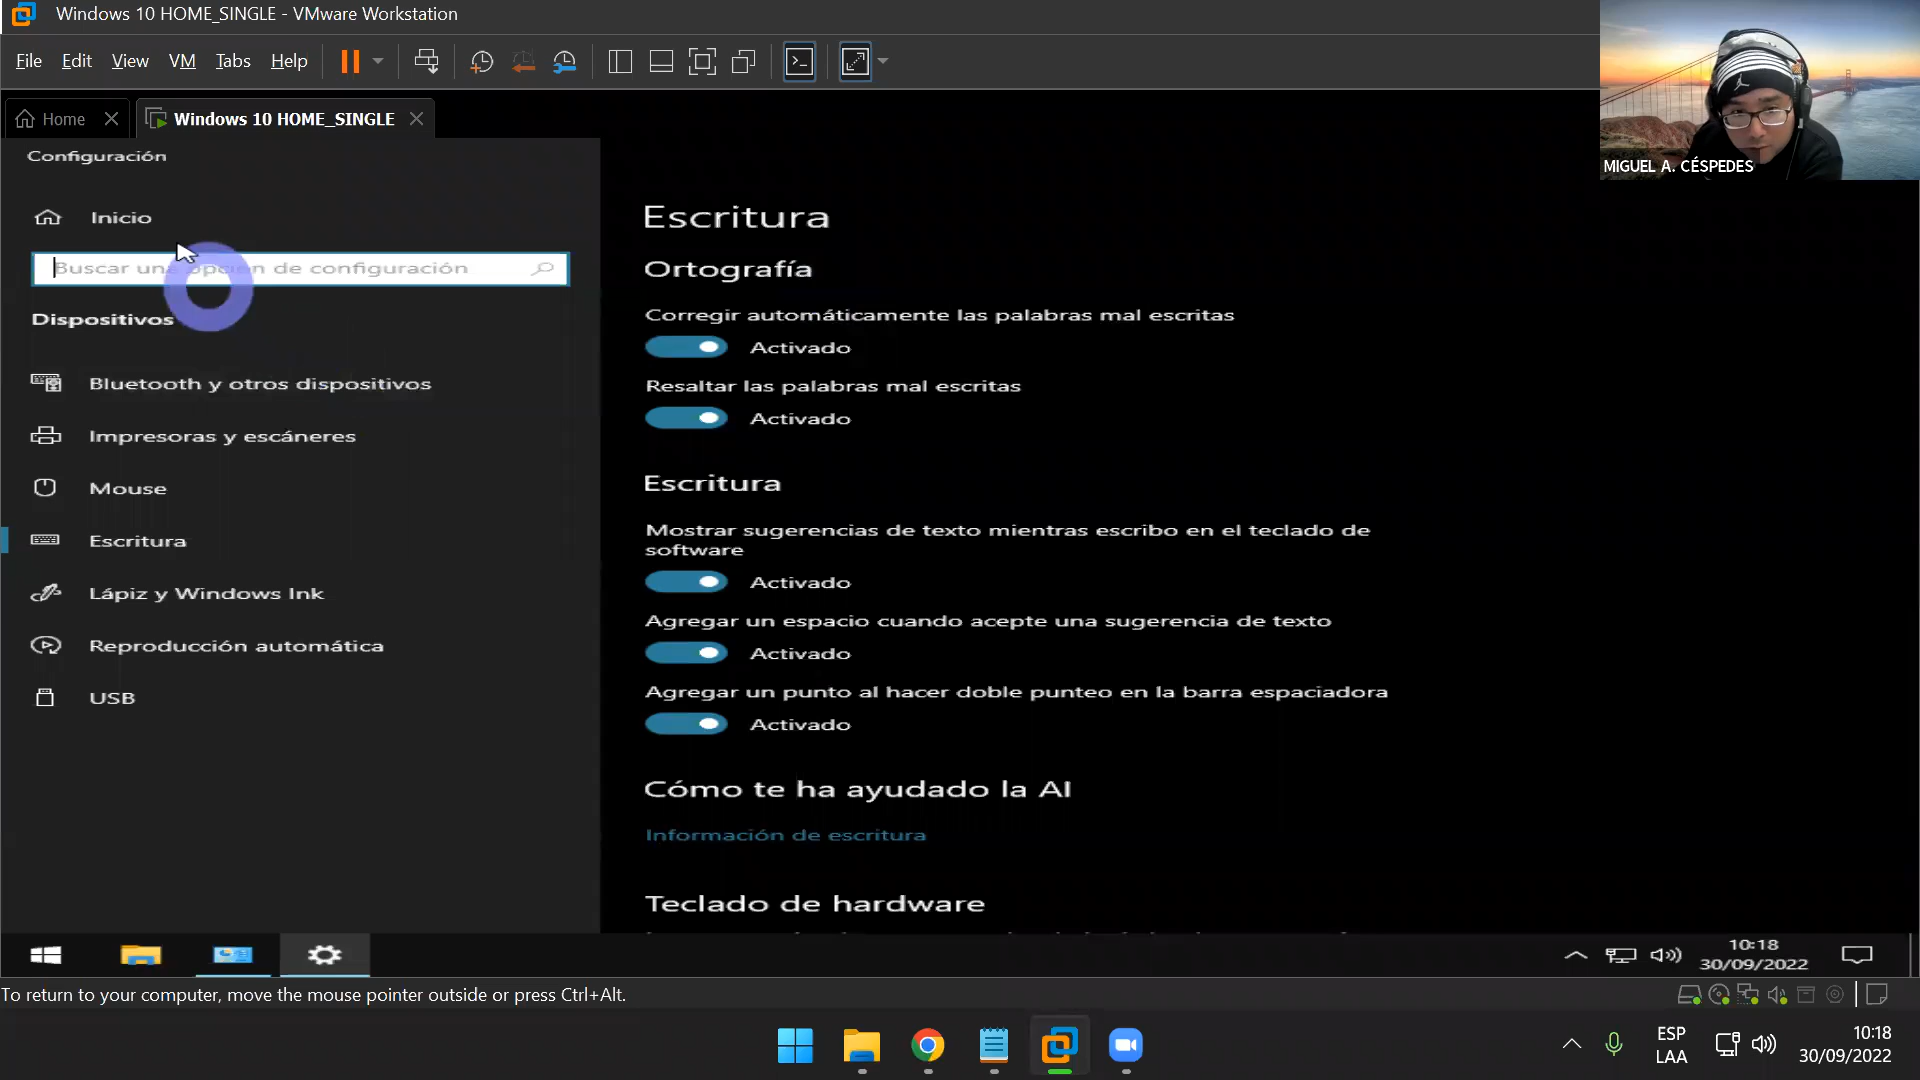 Windows 10 HOME_SINGLE - VMware Workstation
File Edit View VM Tabs Help
Home
Windows 10 HOME_SINGLE
MIGUEL A. CÉSPEDES
Configuración
Inicio
Buscar una opción de configuración
Dispositivos
Bluetooth y otros dispositivos
Impresoras y escáneres
Mouse
Escritura
Lápiz y Windows Ink
Reproducción automática
USB
Escritura
Ortografía
Corregir automáticamente las palabras mal escritas
Activado
Resaltar las palabras mal escritas
Activado
Escritura
Mostrar sugerencias de texto mientras escribo en el teclado de
software
Activado
Agregar un espacio cuando acepte una sugerencia de texto
Activado
Agregar un punto al hacer doble punteo en la barra espaciadora
Activado
Cómo te ha ayudado la AI
Información de escritura
Teclado de hardware
10:18
30/09/2022
To return to your computer, move the mouse pointer outside or press Ctrl+Alt.
ESP
LAA
10:18
30/09/2022